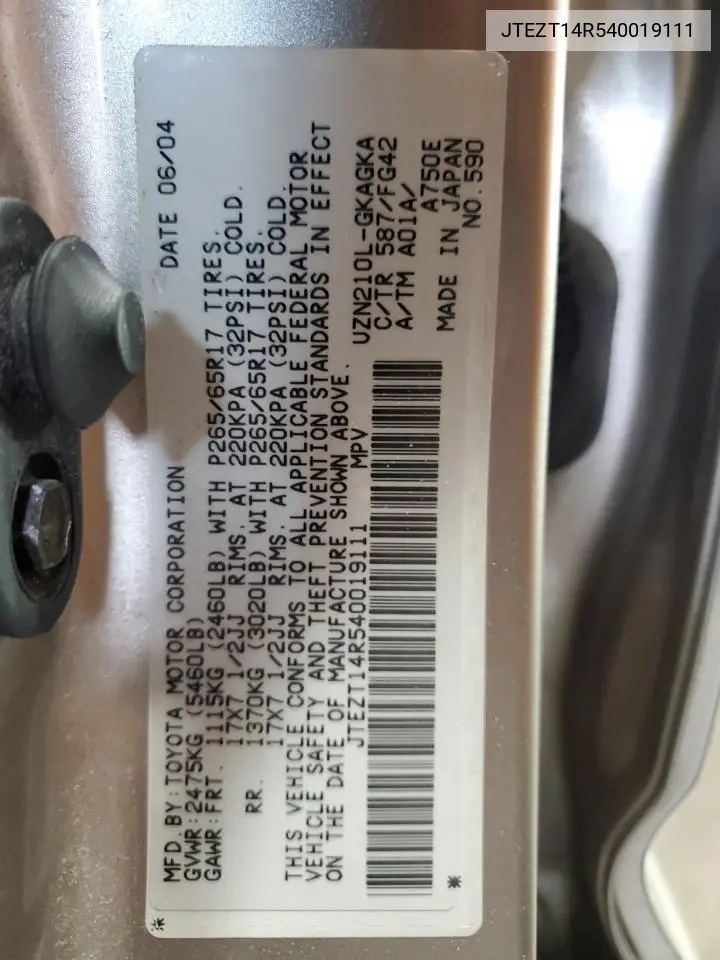 JTEZT14R540019111
MFD. BY: TOYOTA MOTOR CORPORATION DATE 06/04
GVWR: 2475KG (5460LB)
GAWR: FRT. 1115KG (2460LB) WITH P265/65R17 TIRES.
17X7 1/2JJ RIMS. AT 220KPA (32PSI) COLD.
RR. 1370KG (3020LB) WITH P265/65R17 TIRES.
17X7 1/2JJ RIMS. AT 220KPA (32PSI) COLD.
THIS VEHICLE CONFORMS TO ALL APPLICABLE FEDERAL MOTOR
VEHICLE SAFETY AND THEFT PREVENTION STANDARDS IN EFFECT
ON THE DATE OF MANUFACTURE SHOWN ABOVE.
JTEZT14R540019111 MPV
UZN210L-GKAGKA
C/TR 587/FG42
A/TM A01A/
A750E
MADE IN JAPAN
NO. 590